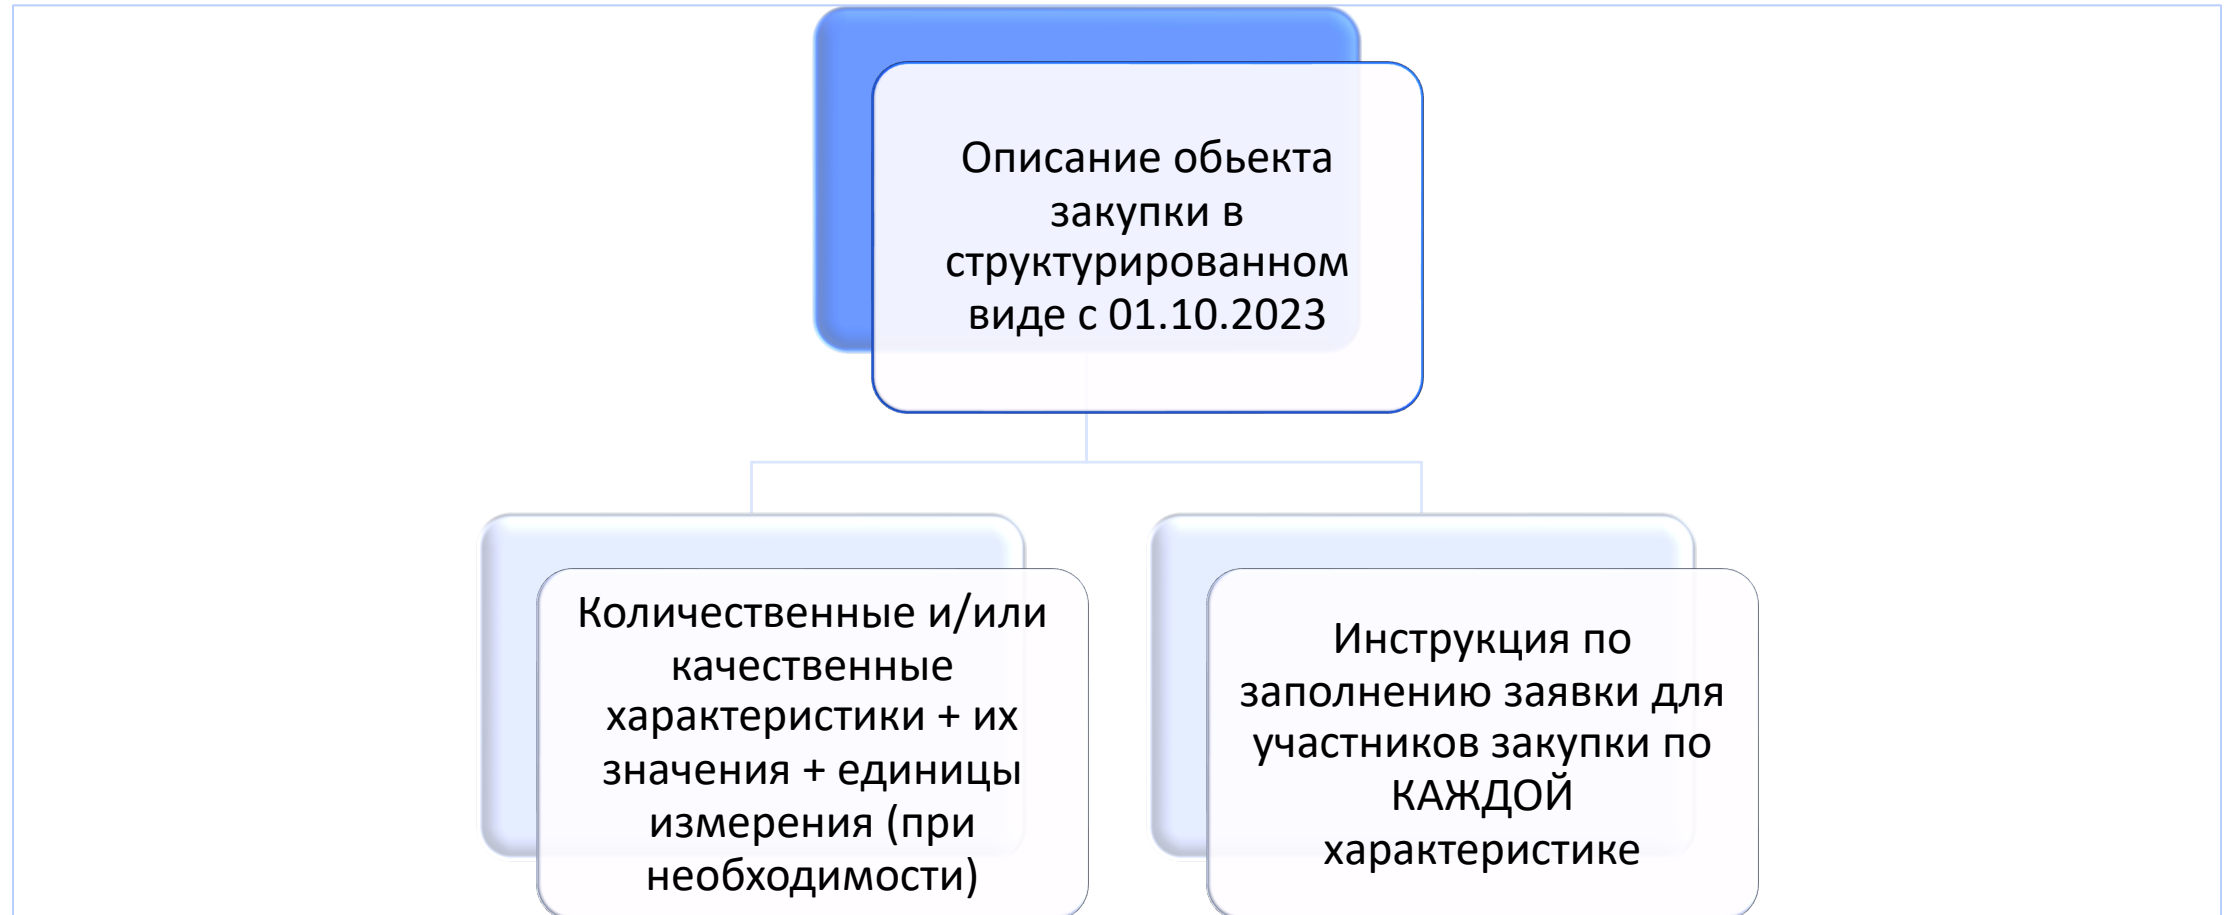 Описание обьекта
закупки в
структурированном
виде с 01.10.2023
Количественные и/или
качественные
характеристики + их
значения + единицы
измерения (при
необходимости)
Инструкция по
заполнению заявки для
участников закупки по
КАЖДОЙ
характеристике